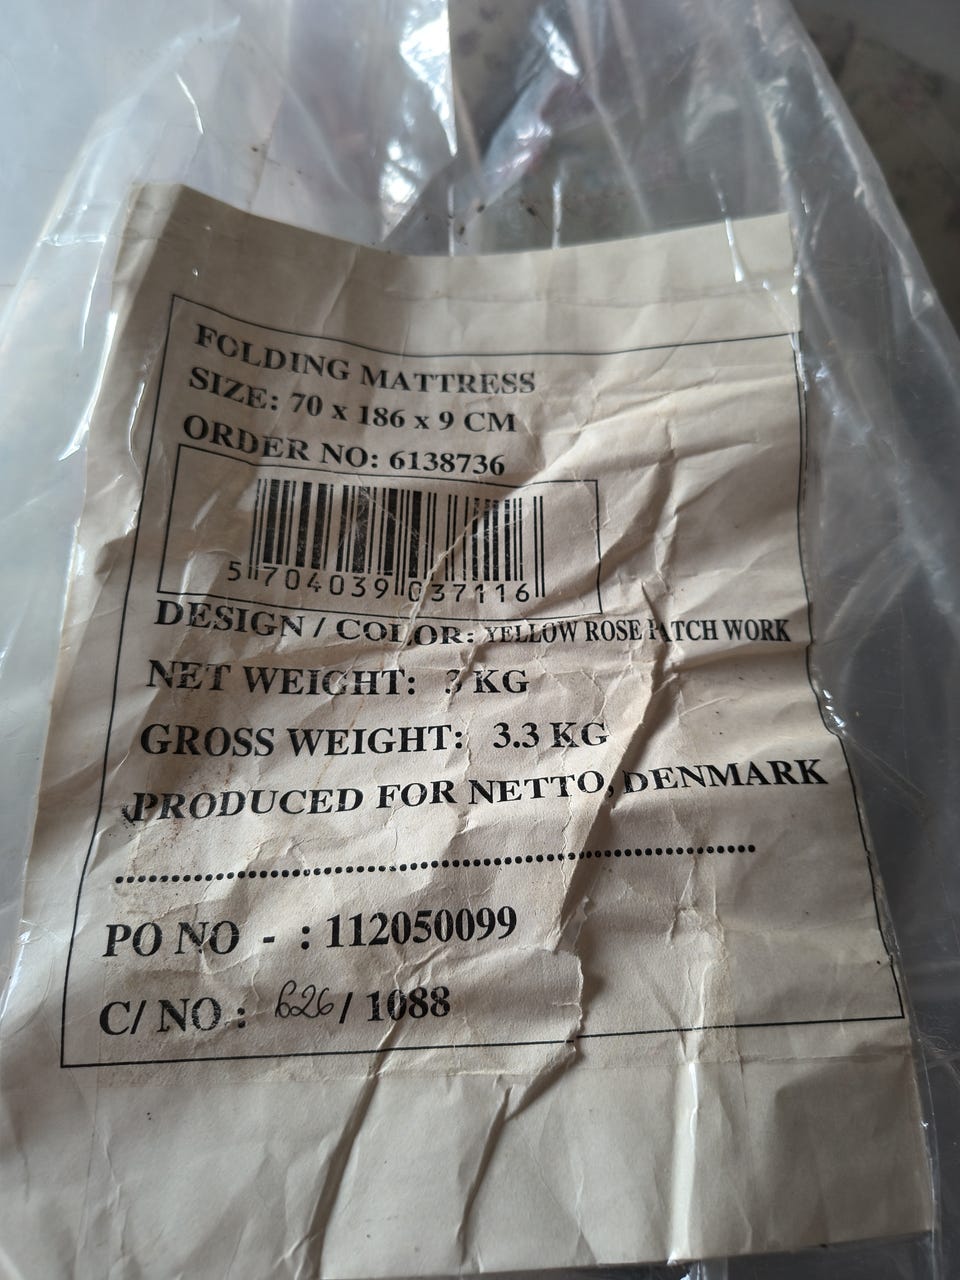 FOLDING MATTRESS
SIZE: 70 x 186 x 9 CM
ORDER NO: 6138736
5 704039 037116
DESIGN / COLOR: YELLOW ROSE PATCH WORK
NET WEIGHT: 3 KG
GROSS WEIGHT: 3.3 KG
PRODUCED FOR NETTO, DENMARK
PO NO - : 112050099
C/ NO : 626 / 1088